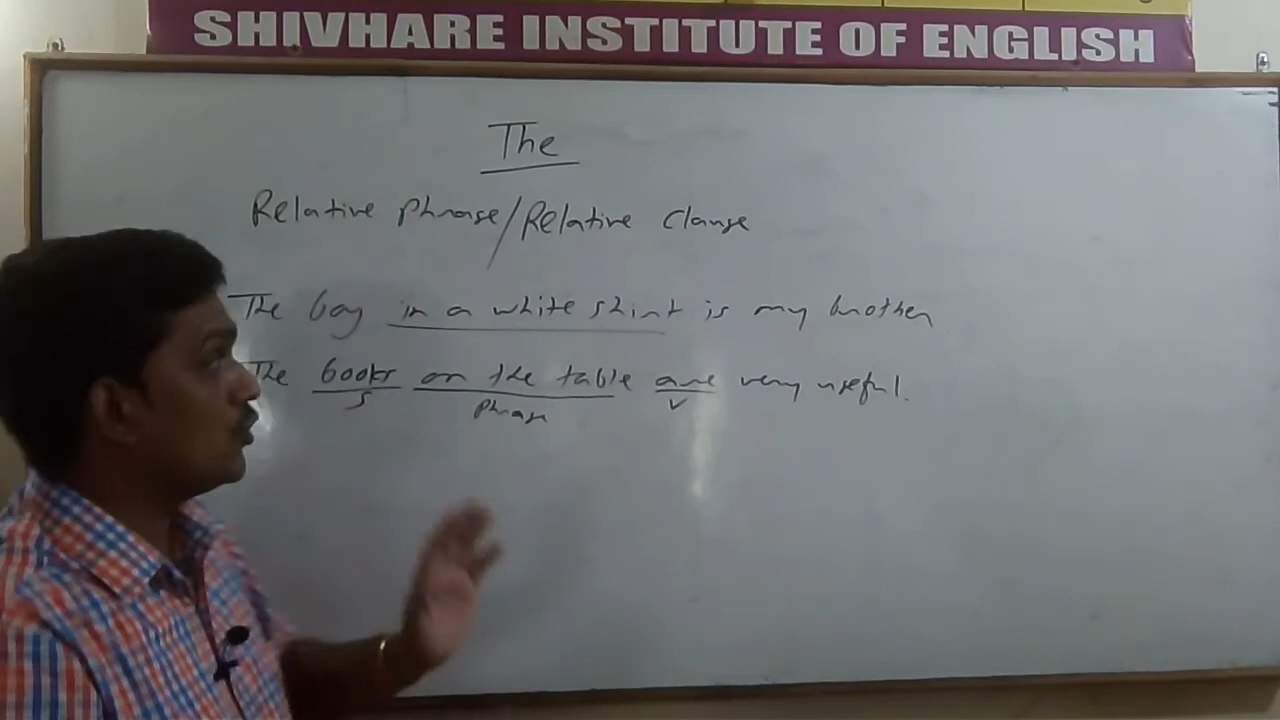 SHIVHARE INSTITUTE OF ENGLISH
The
Relative Phrase/Relative Clause
The boy in a white shirt is my brother
The books on the table are very useful.
S phrase V